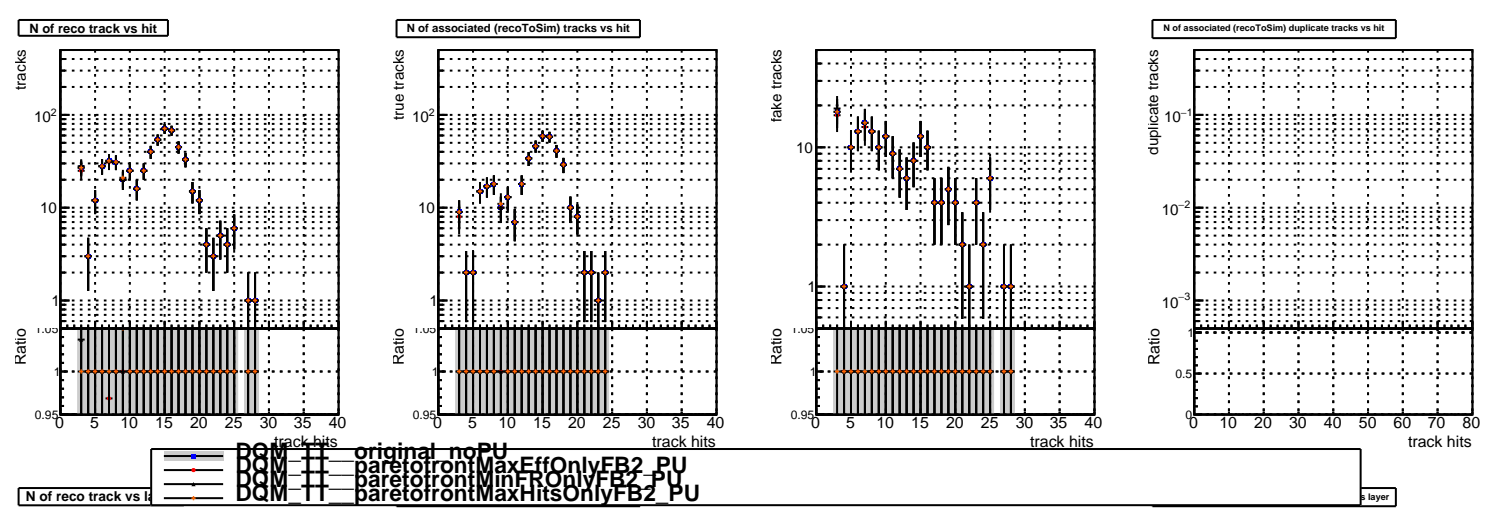 N of reco track vs hit
N of associated (recoToSim) tracks vs hit
N of associated (recoToSim) duplicate tracks vs hit
tracks
10²
10
1
Ratio
1.05
1
0.95
0 5 10 15 20 25 30 35 40
track hits
true tracks
10²
10
1
Ratio
1.05
1
0.95
0 5 10 15 20 25 30 35 40
track hits
fake tracks
10
1
Ratio
1.05
1
0.95
0 5 10 15 20 25 30 35 40
track hits
duplicate tracks
10⁻¹
10⁻²
10⁻³
Ratio
1
0.5
0
0 10 20 30 40 50 60 70 80
track hits
DQM_TT__original_noPU
DQM_TT__paretofrontMaxEffOnlyFB2_PU
DQM_TT__paretofrontMinFROnlyFB2_PU
DQM_TT__paretofrontMaxHitsOnlyFB2_PU
N of reco track vs
layer